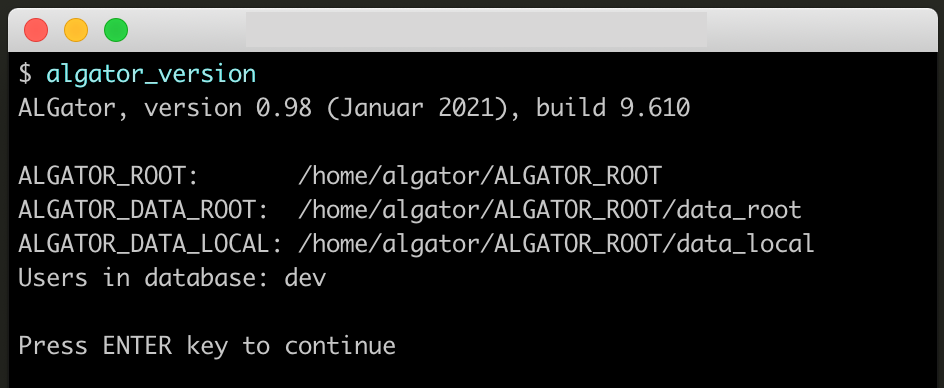 $ algator_version
ALGator, version 0.98 (Januar 2021), build 9.610
ALGATOR_ROOT: /home/algator/ALGATOR_ROOT
ALGATOR_DATA_ROOT: /home/algator/ALGATOR_ROOT/data_root
ALGATOR_DATA_LOCAL: /home/algator/ALGATOR_ROOT/data_local
Users in database: dev
Press ENTER key to continue